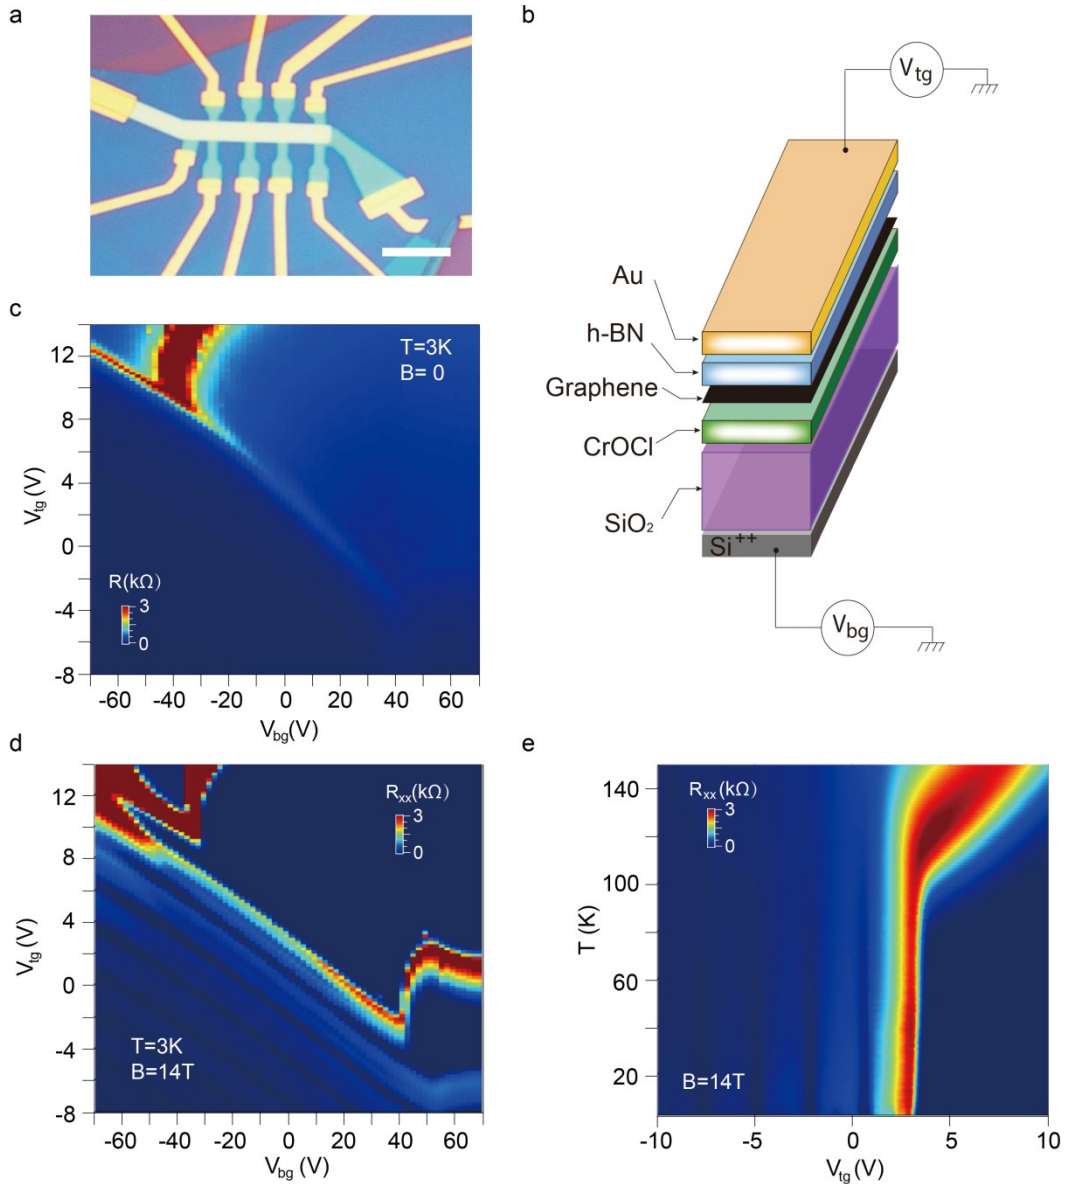 a
b
V_tg
Au
h-BN
Graphene
CrOCl
SiO₂
Si⁺⁺
V_bg
c
T=3K
B= 0
R(kΩ)
3
0
12
8
4
0
-4
-8
V_tg (V)
-60 -40 -20 0 20 40 60
V_bg(V)
d
R_xx(kΩ)
3
0
T=3K
B=14T
12
8
4
0
-4
-8
V_tg(V)
-60 -40 -20 0 20 40 60
V_bg (V)
e
R_xx(kΩ)
3
0
B=14T
140
100
60
20
T (K)
-10 -5 0 5 10
V_tg (V)